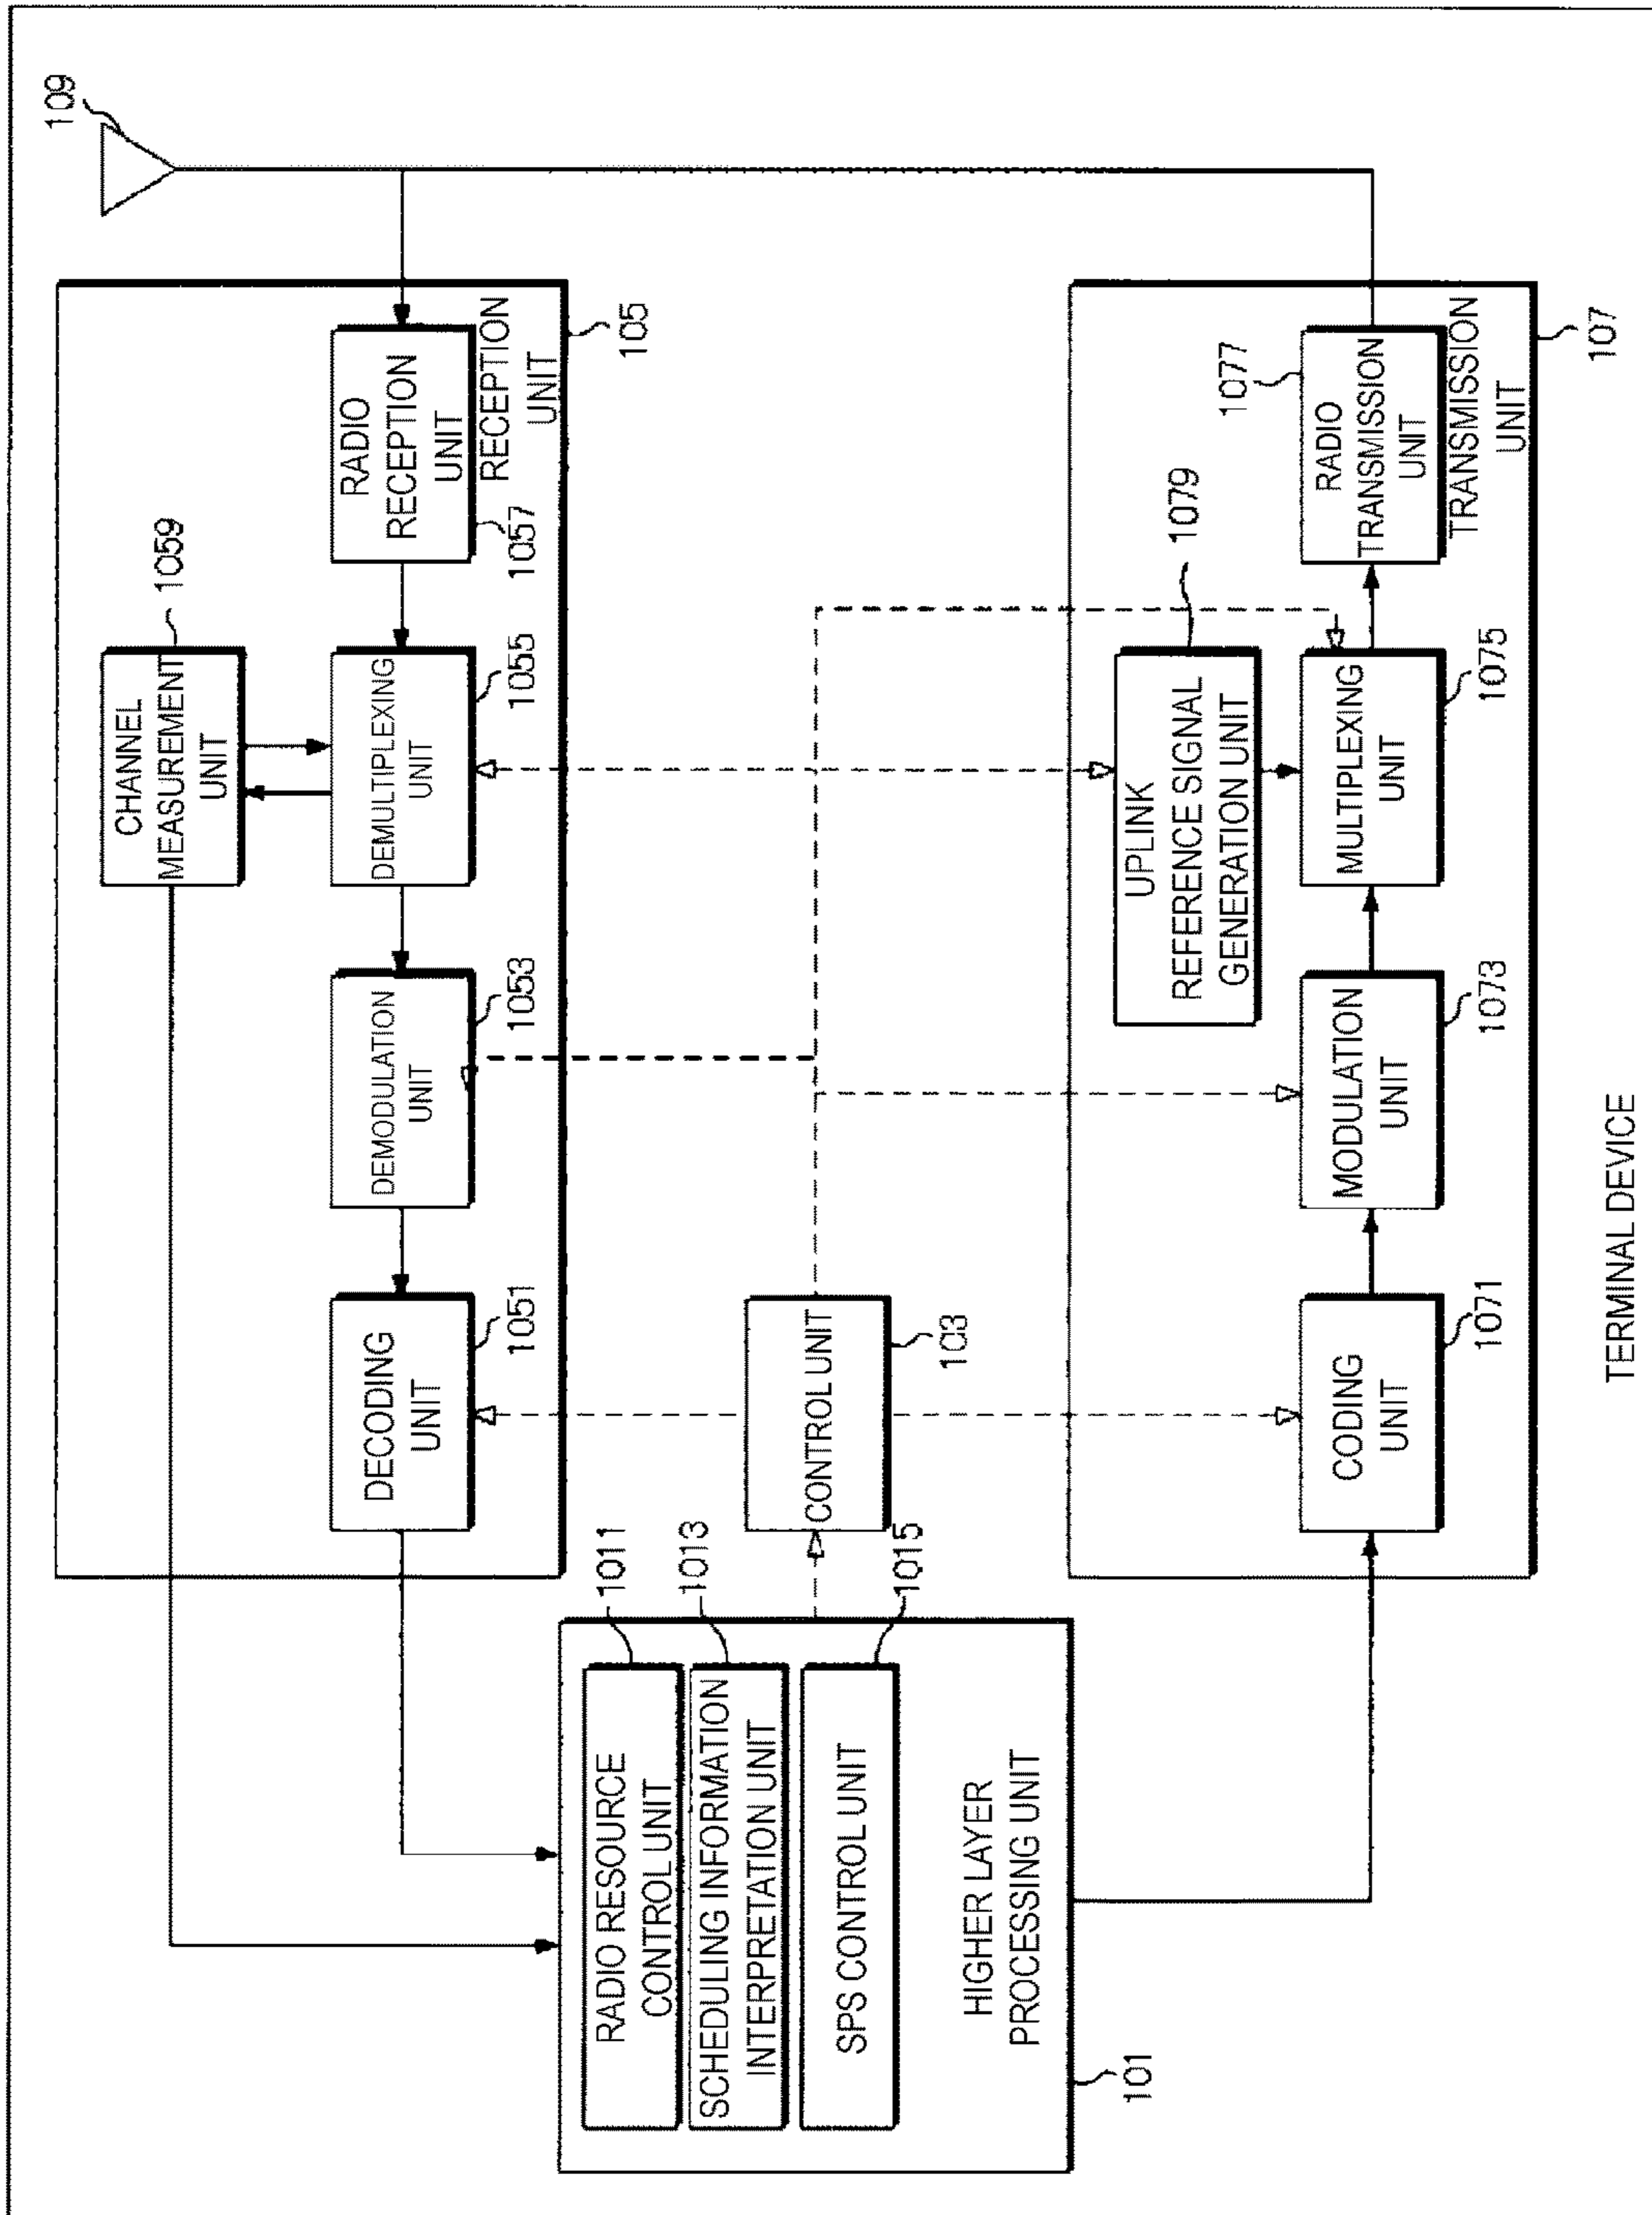 109
CHANNEL
MEASUREMENT
UNIT
1059
RADIO
RECEPTION
UNIT
1057
RECEPTION
UNIT
105
DEMULTIPLEXING
UNIT
1055
DEMODULATION
UNIT
1053
DECODING
UNIT
1051
RADIO RESOURCE
CONTROL UNIT
1011
SCHEDULING INFORMATION
INTERPRETATION UNIT
1013
SPS CONTROL UNIT
1015
HIGHER LAYER
PROCESSING UNIT
101
CONTROL UNIT
103
UPLINK
REFERENCE SIGNAL
GENERATION UNIT
1079
CODING
UNIT
1071
MODULATION
UNIT
1073
MULTIPLEXING
UNIT
1075
RADIO
TRANSMISSION
UNIT
1077
TRANSMISSION
UNIT
107
TERMINAL DEVICE